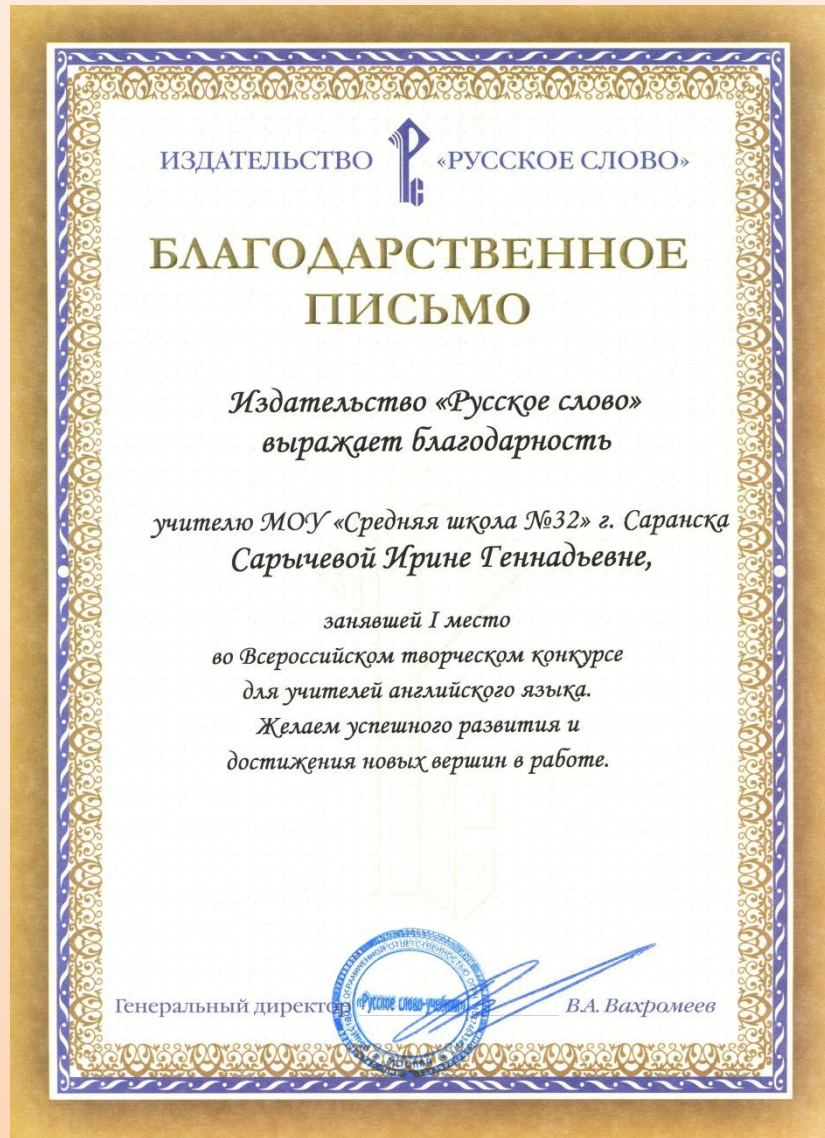 ИЗДАТЕЛЬСТВО «РУССКОЕ СЛОВО»
БЛАГОДАРСТВЕННОЕ
ПИСЬМО
Издательство «Русское слово»
выражает благодарность
учителю МОУ «Средняя школа №32» г. Саранска
Сарычевой Ирине Геннадьевне,
занявшей I место
во Всероссийском творческом конкурсе
для учителей английского языка.
Желаем успешного развития и
достижения новых вершин в работе.
Генеральный директор В.А. Вахромеев
«Русское слово-учебник»